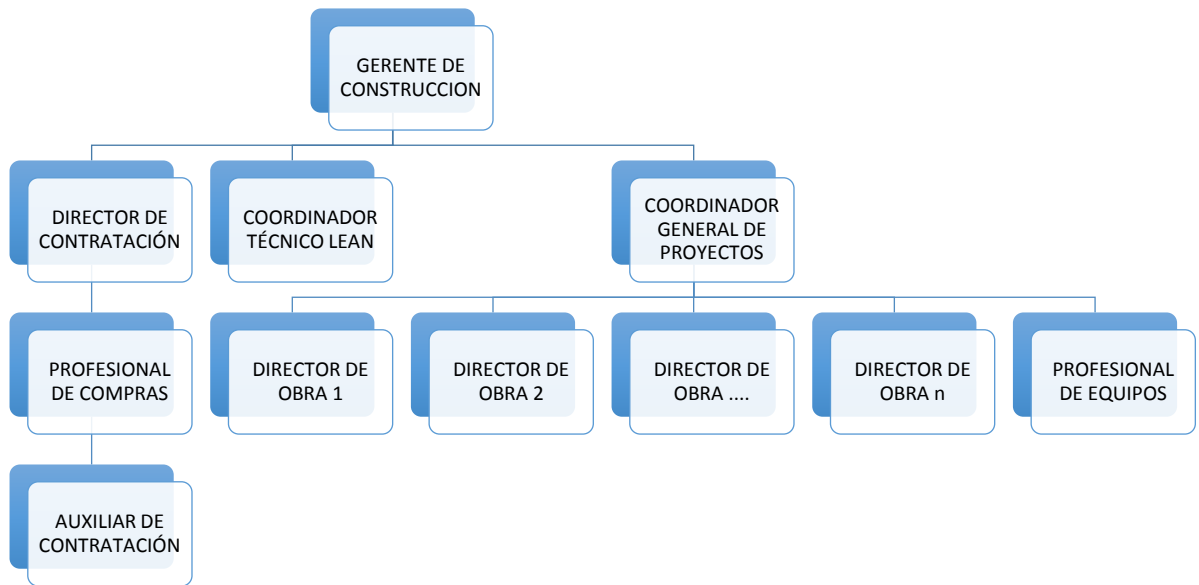 GERENTE DE
CONSTRUCCION
DIRECTOR DE
CONTRATACIÓN
COORDINADOR
TÉCNICO LEAN
COORDINADOR
GENERAL DE
PROYECTOS
PROFESIONAL
DE COMPRAS
DIRECTOR DE
OBRA 1
DIRECTOR DE
OBRA 2
DIRECTOR DE
OBRA ....
DIRECTOR DE
OBRA n
PROFESIONAL
DE EQUIPOS
AUXILIAR DE
CONTRATACIÓN